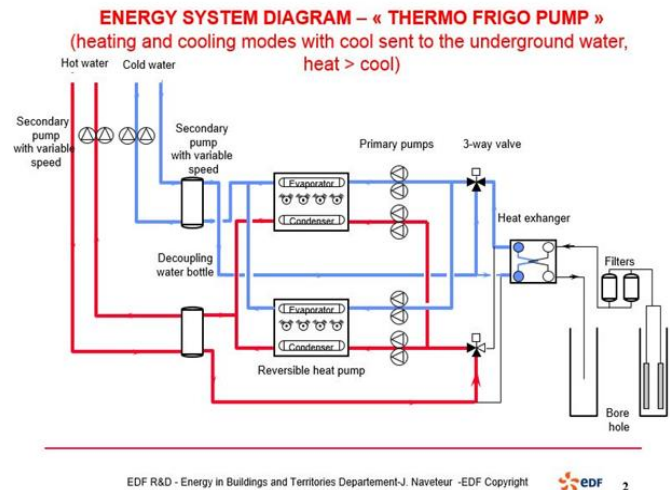 ENERGY SYSTEM DIAGRAM – « THERMO FRIGO PUMP »
(heating and cooling modes with cool sent to the underground water,
heat > cool)
Hot water
Cold water
Secondary
pump
with variable
speed
Secondary
pump
with variable
speed
Primary pumps
3-way valve
Evaporator
Condenser
Heat exhanger
Decoupling
water bottle
Filters
Evaporator
Condenser
Reversible heat pump
Bore
hole
EDF R&D - Energy in Buildings and Territories Departement-J. Naveteur -EDF Copyright
EDF
2